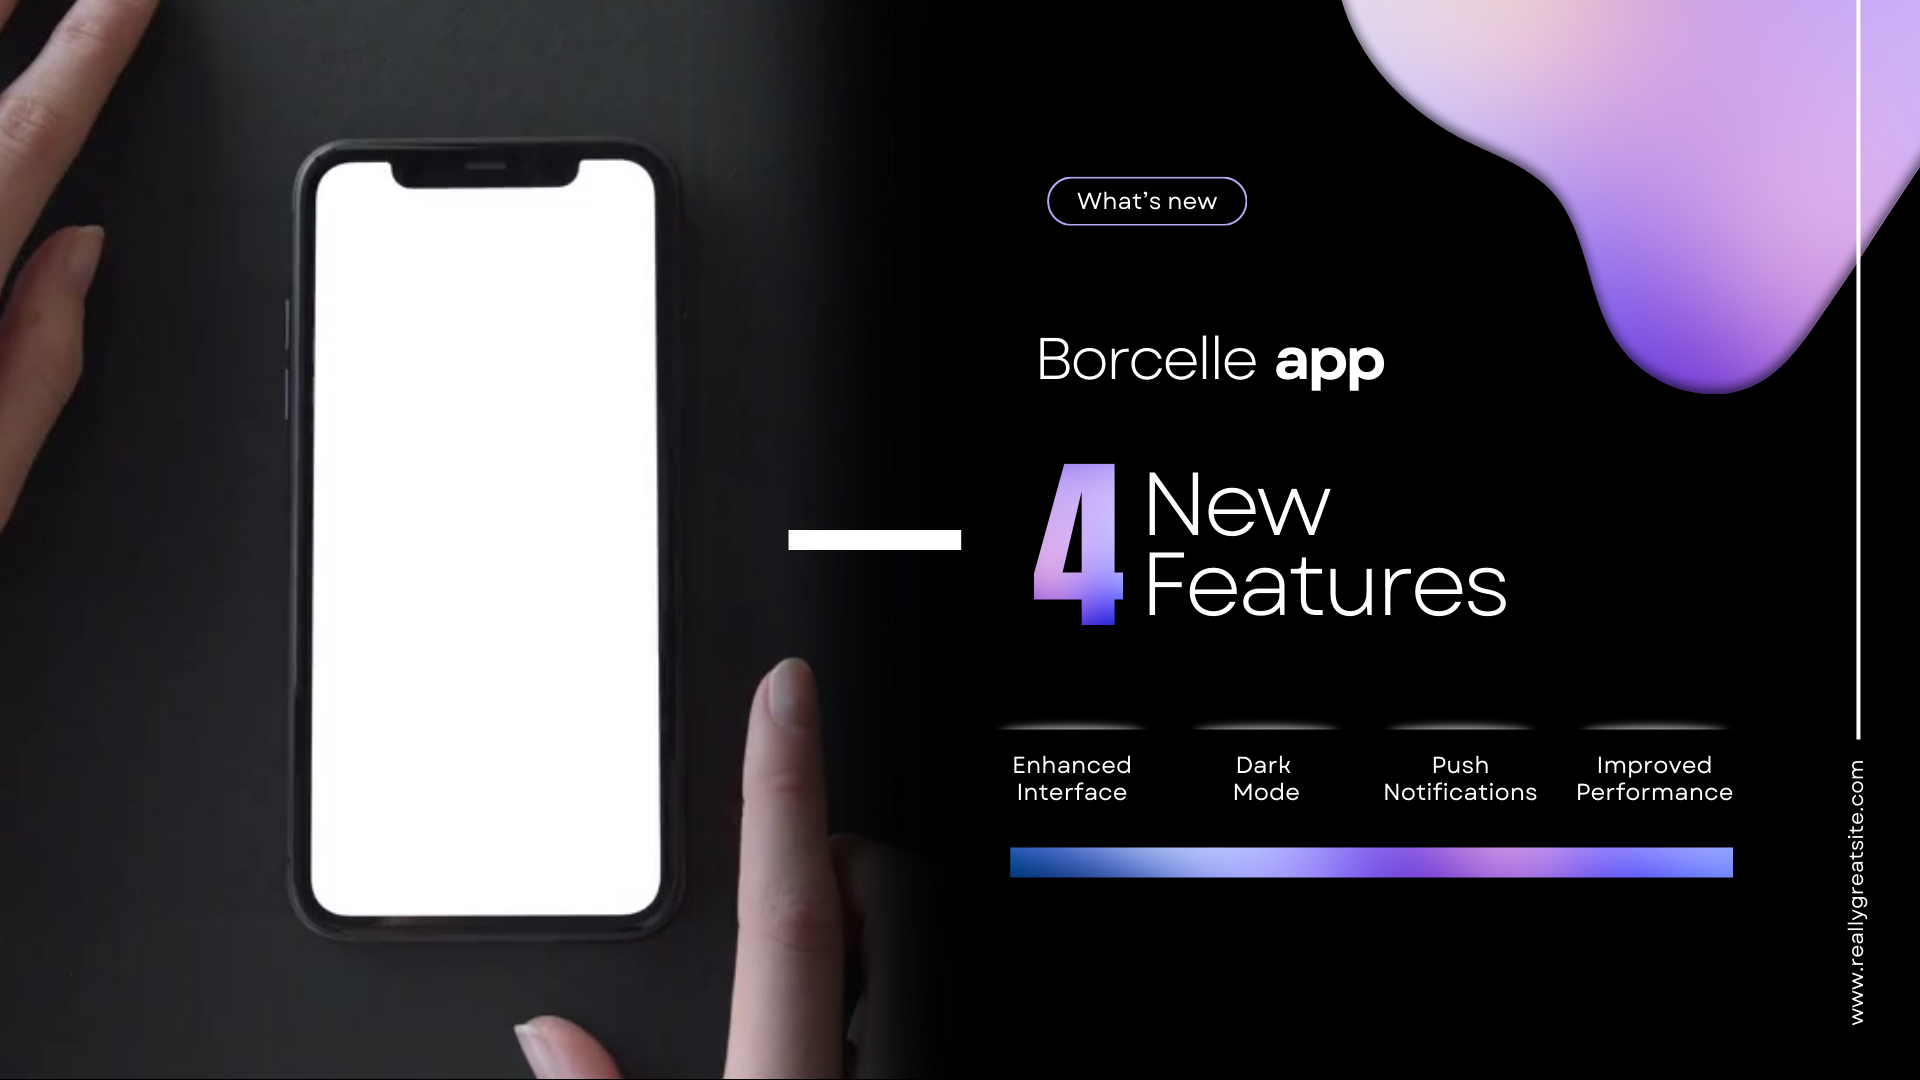 What’s new
Borcelle app
4 New
Features
Enhanced
Interface
Dark
Mode
Push
Notifications
Improved
Performance
www.reallygreatsite.com